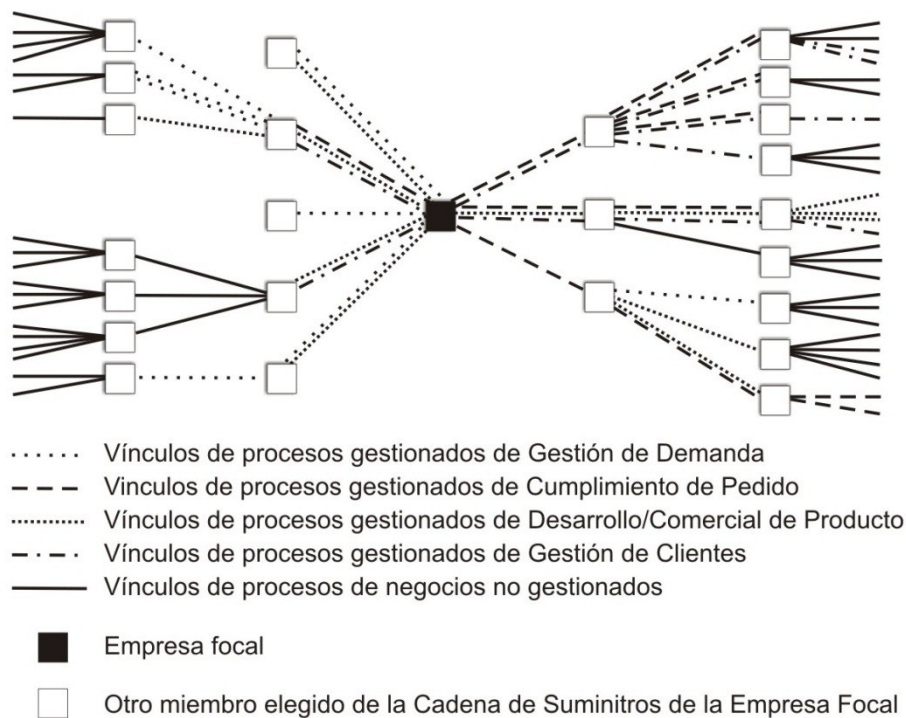 Vínculos de procesos gestionados de Gestión de Demanda
Vinculos de procesos gestionados de Cumplimiento de Pedido
Vínculos de procesos gestionados de Desarrollo/Comercial de Producto
Vínculos de procesos gestionados de Gestión de Clientes
Vínculos de procesos de negocios no gestionados
Empresa focal
Otro miembro elegido de la Cadena de Suminitros de la Empresa Focal